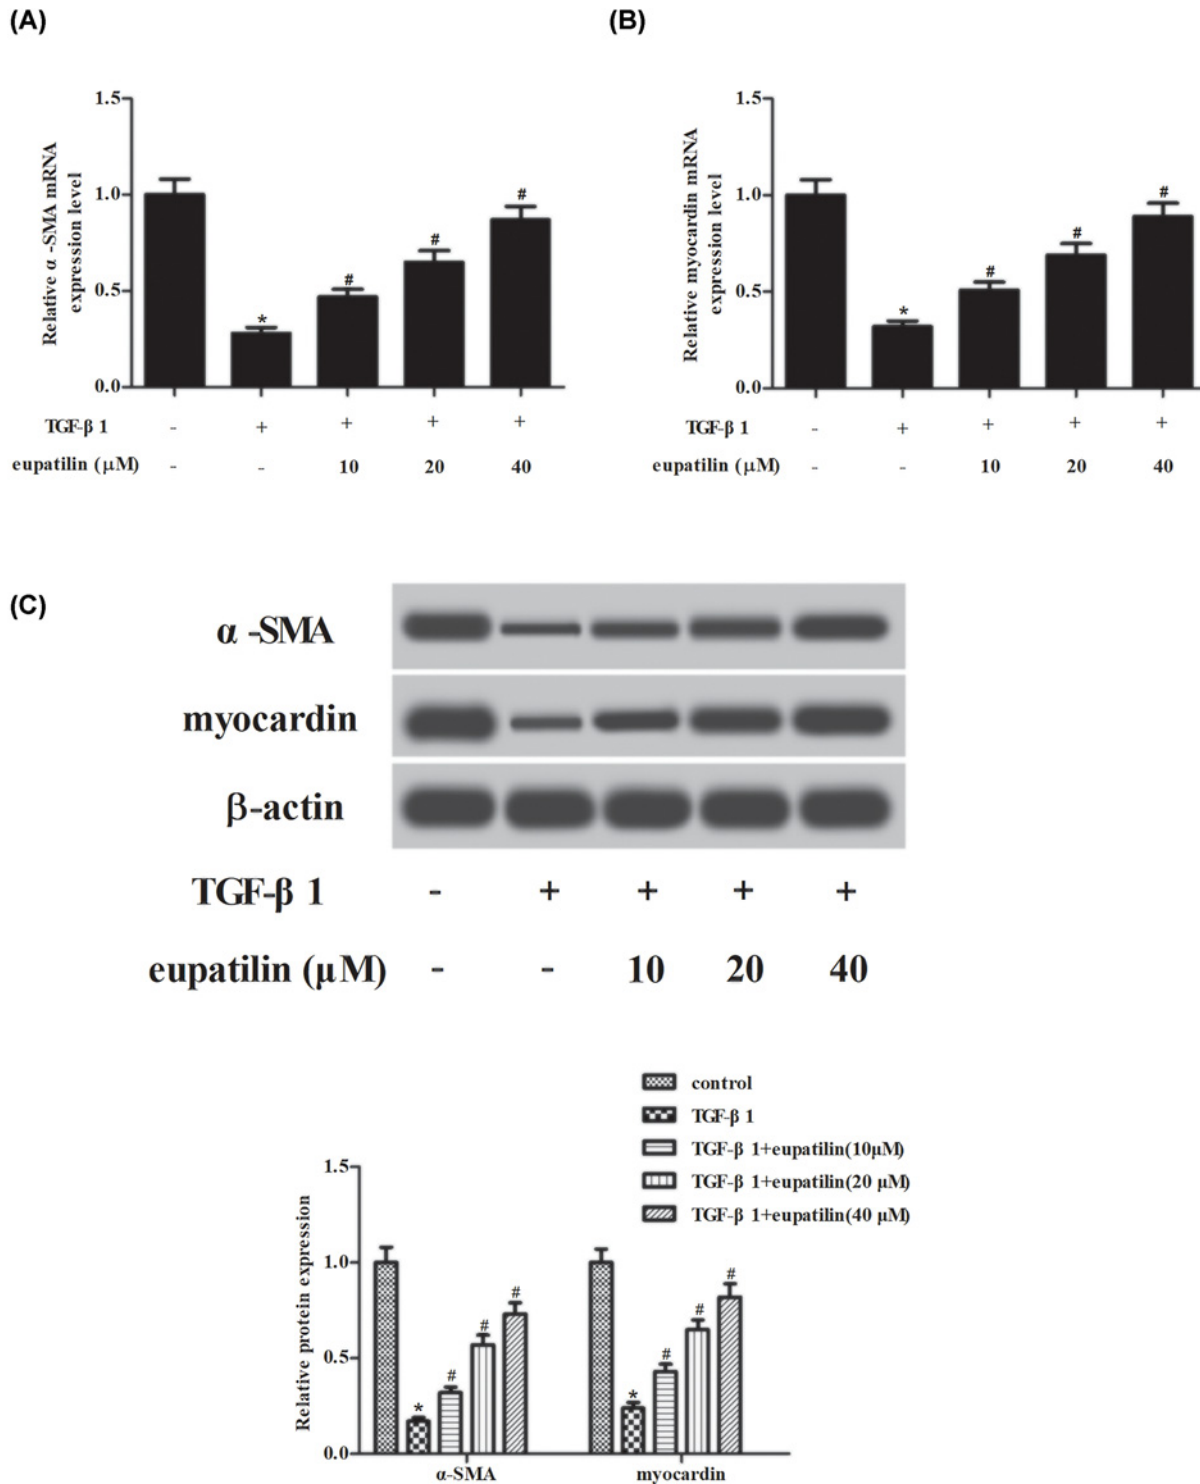 (A)
1.5
1.0
0.5
0.0
Relative α -SMA mRNA
expression level
* # # #
TGF-β 1 - + + + +
eupatilin (μM) - - 10 20 40
(B)
1.5
1.0
0.5
0.0
Relative myocardin mRNA
expression level
* # # #
TGF-β 1 - + + + +
eupatilin (μM) - - 10 20 40
(C)
α -SMA
myocardin
β-actin
TGF-β 1 - + + + +
eupatilin (μM) - - 10 20 40
control
TGF-β 1
TGF-β 1+eupatilin(10μM)
TGF-β 1+eupatilin(20 μM)
TGF-β 1+eupatilin(40 μM)
1.5
1.0
0.5
0.0
Relative protein expression
* # # # * # # #
α-SMA myocardin